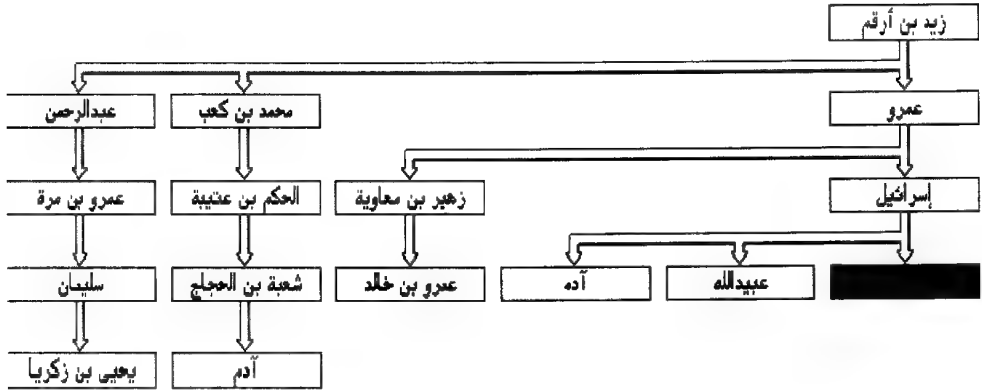 زيد بن أرقم
عمرو
محمد بن كعب
عبدالرحمن
إسرائيل
زهير بن معاوية
الحكم بن عتيبة
عمرو بن مرة
عبيدالله
آدم
عمرو بن خالد
شعبة بن الحجاج
سليمان
آدم
يحيى بن زكريا